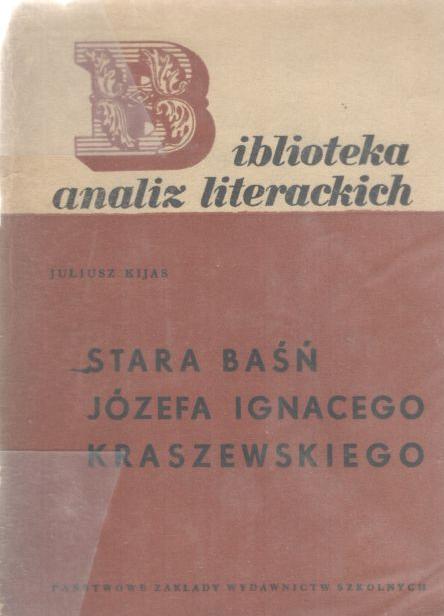 Biblioteka
analiz literackich
JULIUSZ KIJAS
STARA BAŚŃ
JÓZEFA IGNACEGO
KRASZEWSKIEGO
PAŃSTWOWE ZAKŁADY WYDAWNICTW SZKOLNYCH